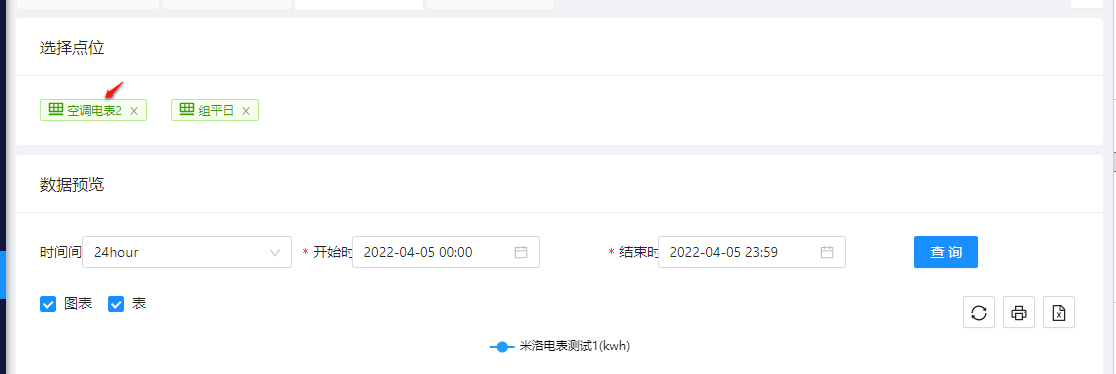 选择点位
空调电表2 x 组平日 x
数据预览
时间间 24hour * 开始时 2022-04-05 00:00 * 结束时 2022-04-05 23:59 查 询
图表 表
米洛电表测试1(kwh)